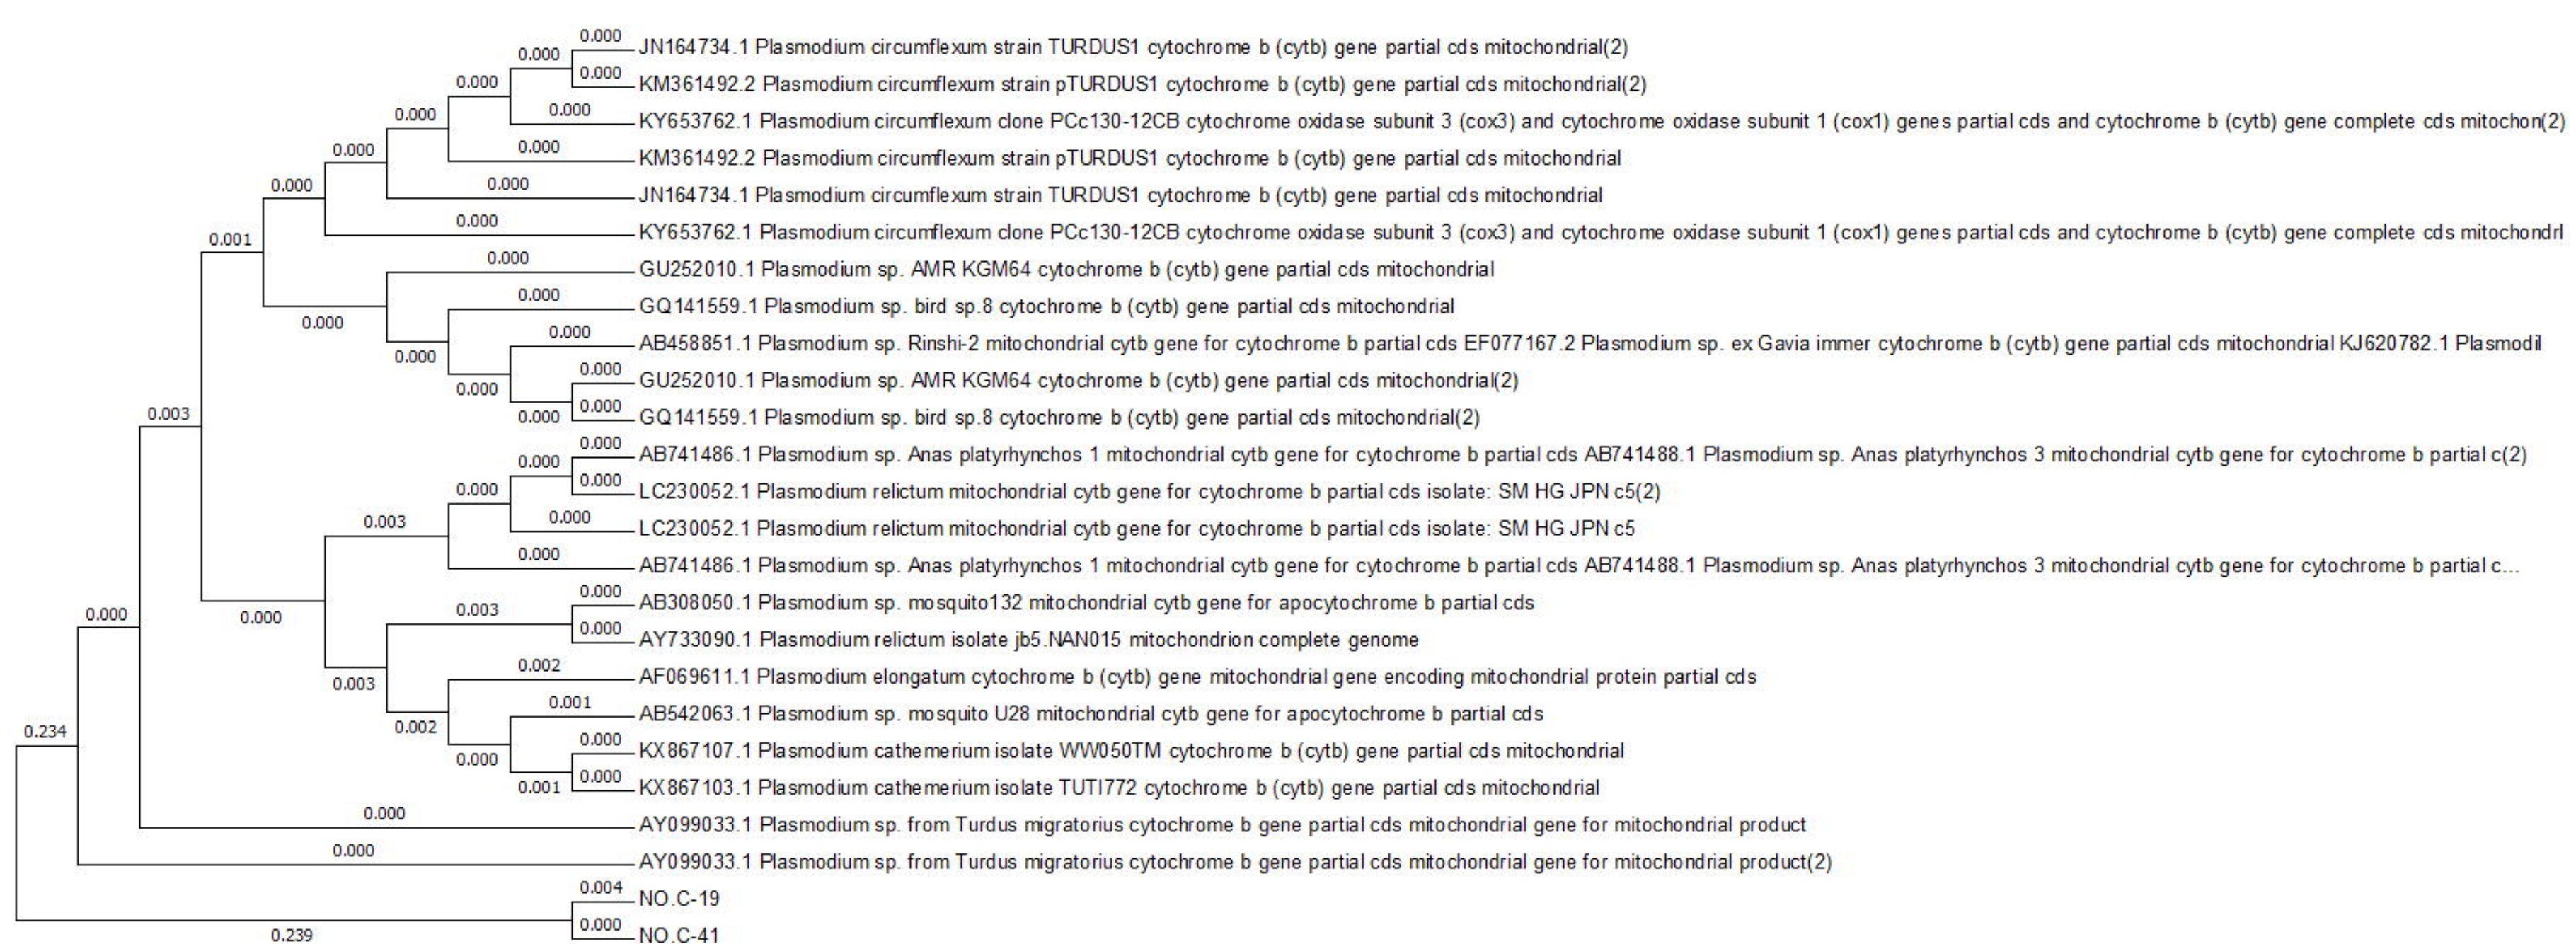 0.000
0.000 JN164734.1 Plasmodium circumflexum strain TURDUS1 cytochrome b (cytb) gene partial cds mitochondrial(2)
0.000
0.000 KM361492.2 Plasmodium circumflexum strain pTURDUS1 cytochrome b (cytb) gene partial cds mitochondrial(2)
0.000
0.000 KY653762.1 Plasmodium circumflexum clone PCc130-12CB cytochrome oxidase subunit 3 (cox3) and cytochrome oxidase subunit 1 (cox1) genes partial cds and cytochrome b (cytb) gene complete cds mitochon(2)
0.000
0.000 KM361492.2 Plasmodium circumflexum strain pTURDUS1 cytochrome b (cytb) gene partial cds mitochondrial
0.000
0.000 JN164734.1 Plasmodium circumflexum strain TURDUS1 cytochrome b (cytb) gene partial cds mitochondrial
0.000
0.000 KY653762.1 Plasmodium circumflexum clone PCc130-12CB cytochrome oxidase subunit 3 (cox3) and cytochrome oxidase subunit 1 (cox1) genes partial cds and cytochrome b (cytb) gene complete cds mitochondrl
0.001
0.000 GU252010.1 Plasmodium sp. AMR KGM64 cytochrome b (cytb) gene partial cds mitochondrial
0.000 GQ141559.1 Plasmodium sp. bird sp.8 cytochrome b (cytb) gene partial cds mitochondrial
0.000
0.000 AB458851.1 Plasmodium sp. Rinshi-2 mitochondrial cytb gene for cytochrome b partial cds EF077167.2 Plasmodium sp. ex Gavia immer cytochrome b (cytb) gene partial cds mitochondrial KJ620782.1 Plasmodil
0.000
0.000 GU252010.1 Plasmodium sp. AMR KGM64 cytochrome b (cytb) gene partial cds mitochondrial(2)
0.000
0.000 GQ141559.1 Plasmodium sp. bird sp.8 cytochrome b (cytb) gene partial cds mitochondrial(2)
0.003 0.000
0.000 AB741486.1 Plasmodium sp. Anas platyrhynchos 1 mitochondrial cytb gene for cytochrome b partial cds AB741488.1 Plasmodium sp. Anas platyrhynchos 3 mitochondrial cytb gene for cytochrome b partial c(2)
0.000
0.000 LC230052.1 Plasmodium relictum mitochondrial cytb gene for cytochrome b partial cds isolate: SM HG JPN c5(2)
0.000
0.000 LC230052.1 Plasmodium relictum mitochondrial cytb gene for cytochrome b partial cds isolate: SM HG JPN c5
0.003
0.000 AB741486.1 Plasmodium sp. Anas platyrhynchos 1 mitochondrial cytb gene for cytochrome b partial cds AB741488.1 Plasmodium sp. Anas platyrhynchos 3 mitochondrial cytb gene for cytochrome b partial c...
0.000 AB308050.1 Plasmodium sp. mosquito132 mitochondrial cytb gene for apocytochrome b partial cds
0.000 0.000 0.003
0.000 AY733090.1 Plasmodium relictum isolate jb5.NAN015 mitochondrion complete genome
0.002 AF069611.1 Plasmodium elongatum cytochrome b (cytb) gene mitochondrial gene encoding mitochondrial protein partial cds
0.003
0.001 AB542063.1 Plasmodium sp. mosquito U28 mitochondrial cytb gene for apocytochrome b partial cds
0.002
0.000 KX867107.1 Plasmodium cathemerium isolate WW050TM cytochrome b (cytb) gene partial cds mitochondrial
0.234 0.000
0.000 KX867103.1 Plasmodium cathemerium isolate TUTI772 cytochrome b (cytb) gene partial cds mitochondrial
0.001
0.000 AY099033.1 Plasmodium sp. from Turdus migratorius cytochrome b gene partial cds mitochondrial gene for mitochondrial product
0.000 AY099033.1 Plasmodium sp. from Turdus migratorius cytochrome b gene partial cds mitochondrial gene for mitochondrial product(2)
0.004 NO.C-19
0.000 NO.C-41
0.239